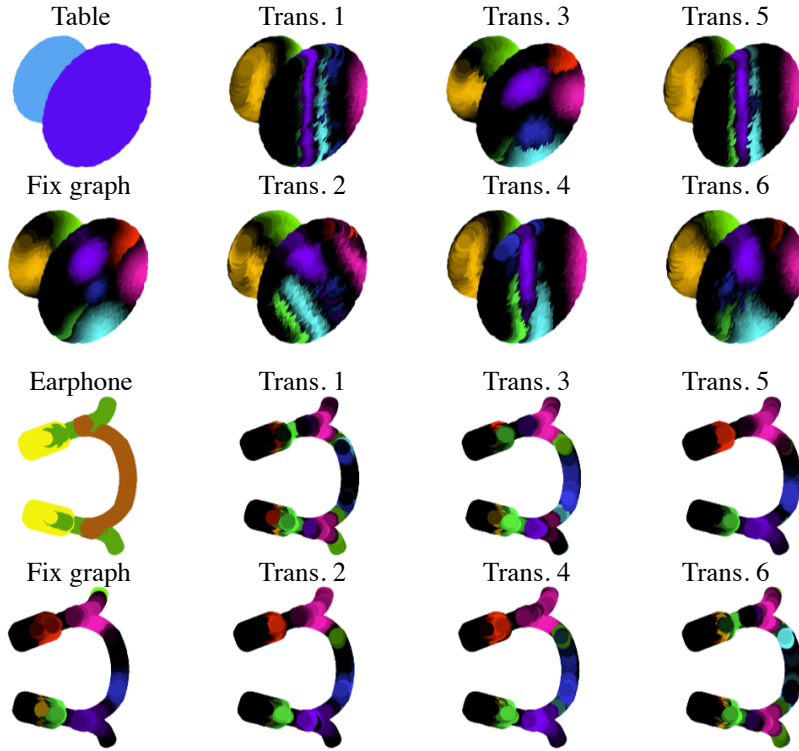 Table Trans. 1 Trans. 3 Trans. 5
Fix graph Trans. 2 Trans. 4 Trans. 6
Earphone Trans. 1 Trans. 3 Trans. 5
Fix graph Trans. 2 Trans. 4 Trans. 6